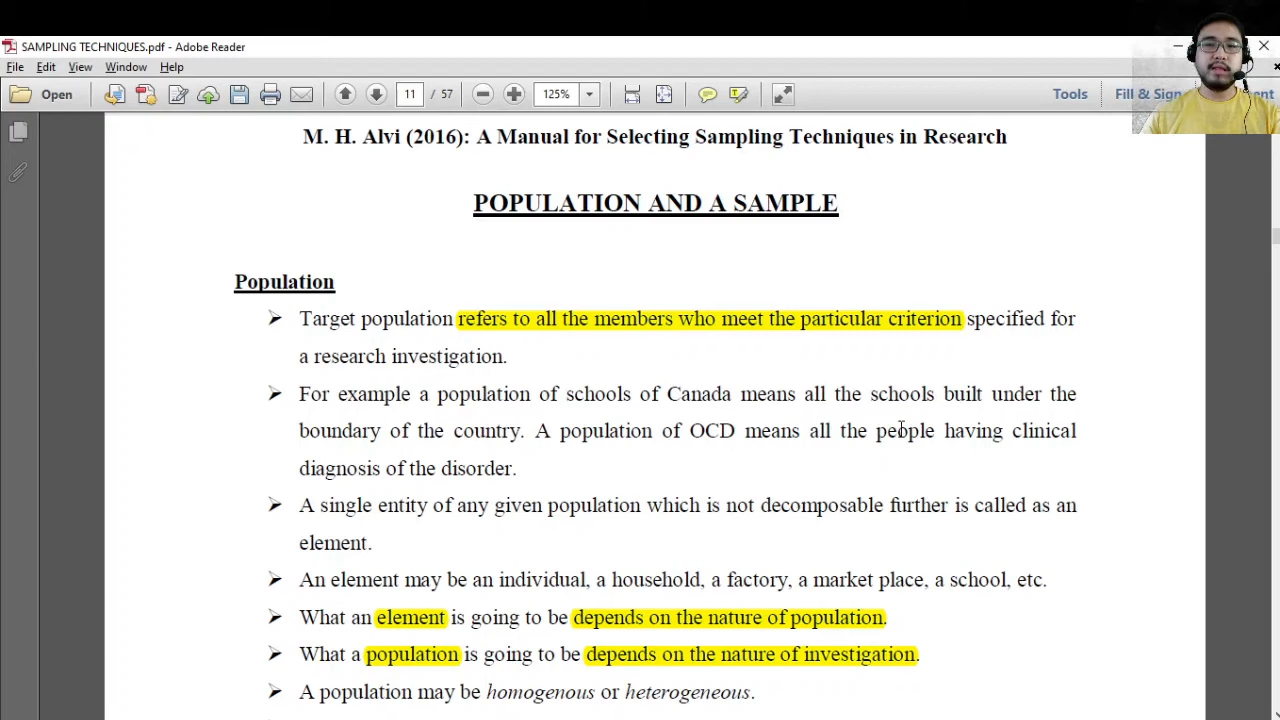 SAMPLING TECHNIQUES.pdf - Adobe Reader
File Edit View Window Help
Open 11 / 57 125% Tools Fill & Sign
M. H. Alvi (2016): A Manual for Selecting Sampling Techniques in Research
POPULATION AND A SAMPLE
Population
➢ Target population refers to all the members who meet the particular criterion specified for
a research investigation.
➢ For example a population of schools of Canada means all the schools built under the
boundary of the country. A population of OCD means all the people having clinical
diagnosis of the disorder.
➢ A single entity of any given population which is not decomposable further is called as an
element.
➢ An element may be an individual, a household, a factory, a market place, a school, etc.
➢ What an element is going to be depends on the nature of population.
➢ What a population is going to be depends on the nature of investigation.
➢ A population may be homogenous or heterogeneous.